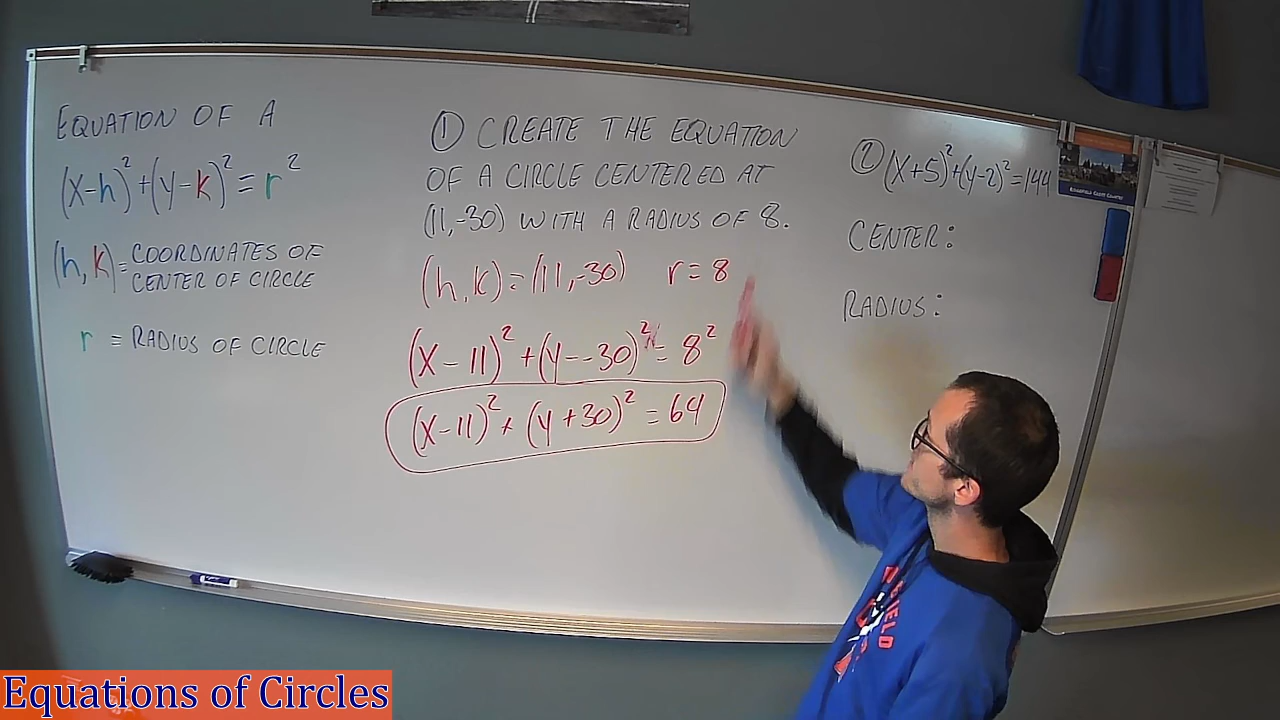 EQUATION OF A
(x-h)²+(y-k)²=r²
(h,k)=COORDINATES OF
CENTER OF CIRCLE
r = RADIUS OF CIRCLE
① CREATE THE EQUATION
OF A CIRCLE CENTERED AT
(11,-30) WITH A RADIUS OF 8.
(h,k)=(11,-30) r=8
(x-11)²+(y--30)²=8²
(x-11)²+(y+30)²=64
② (x+5)²+(y-2)²=144
CENTER:
RADIUS:
Equations of Circles